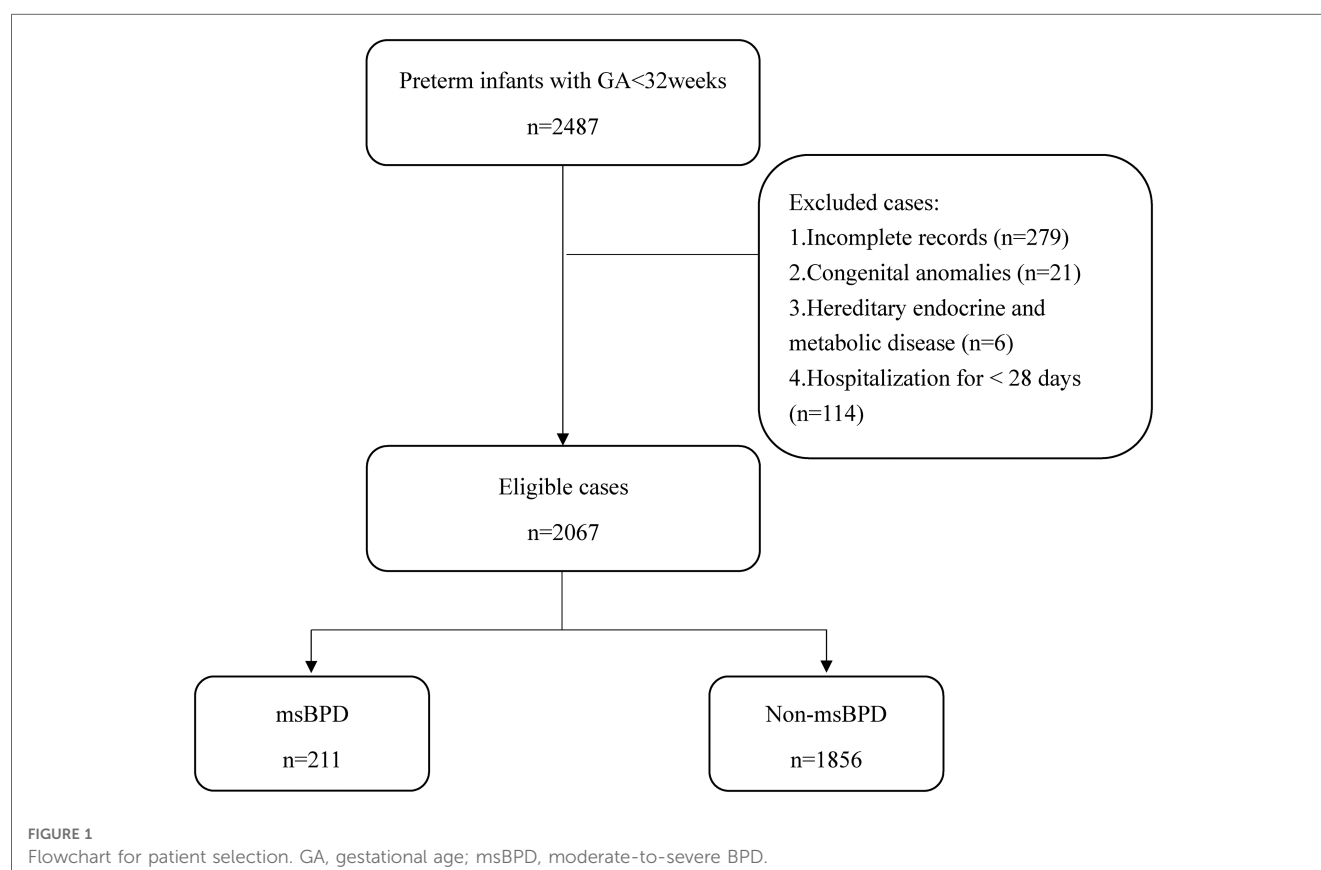 Preterm infants with GA<32weeks
n=2487
Excluded cases:
1.Incomplete records (n=279)
2.Congenital anomalies (n=21)
3.Hereditary endocrine and
metabolic disease (n=6)
4.Hospitalization for < 28 days
(n=114)
Eligible cases
n=2067
msBPD
n=211
Non-msBPD
n=1856
FIGURE 1
Flowchart for patient selection. GA, gestational age; msBPD, moderate-to-severe BPD.